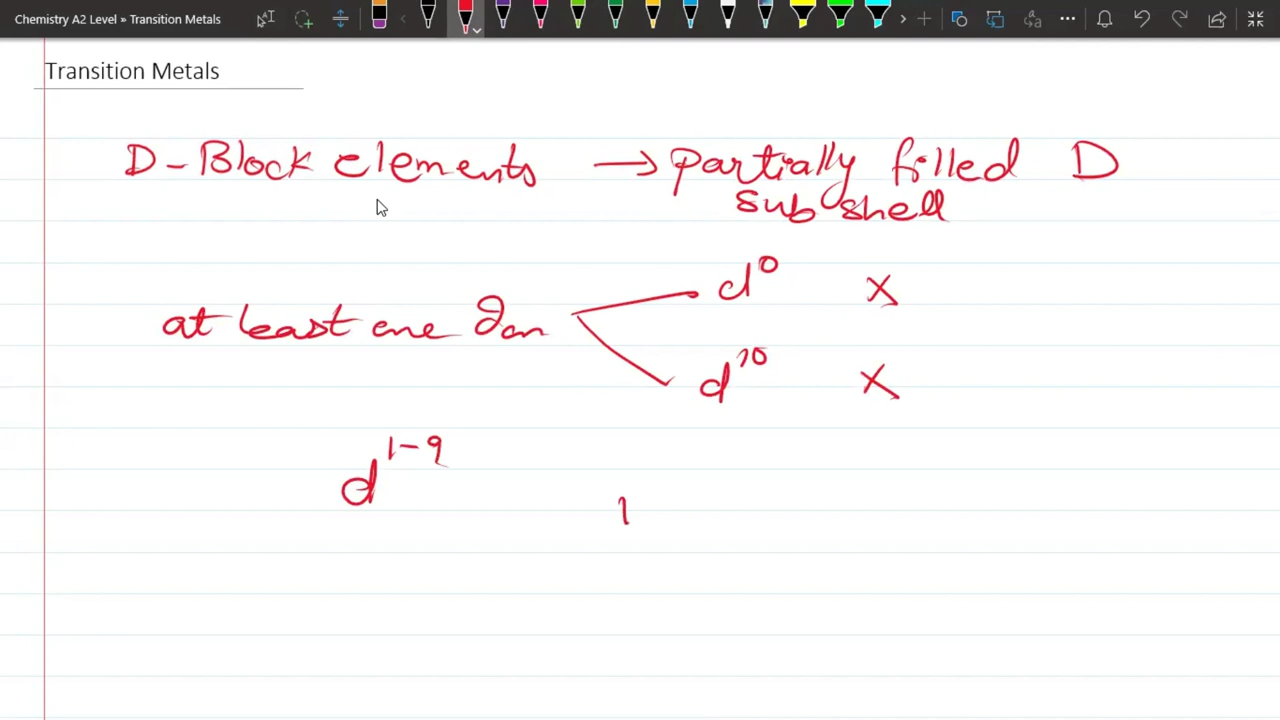 Chemistry A2 Level » Transition Metals
Transition Metals
D-Block elements → partially filled D
sub shell
d⁰ X
at least one Ion
d¹⁰ X
d¹⁻⁹
1